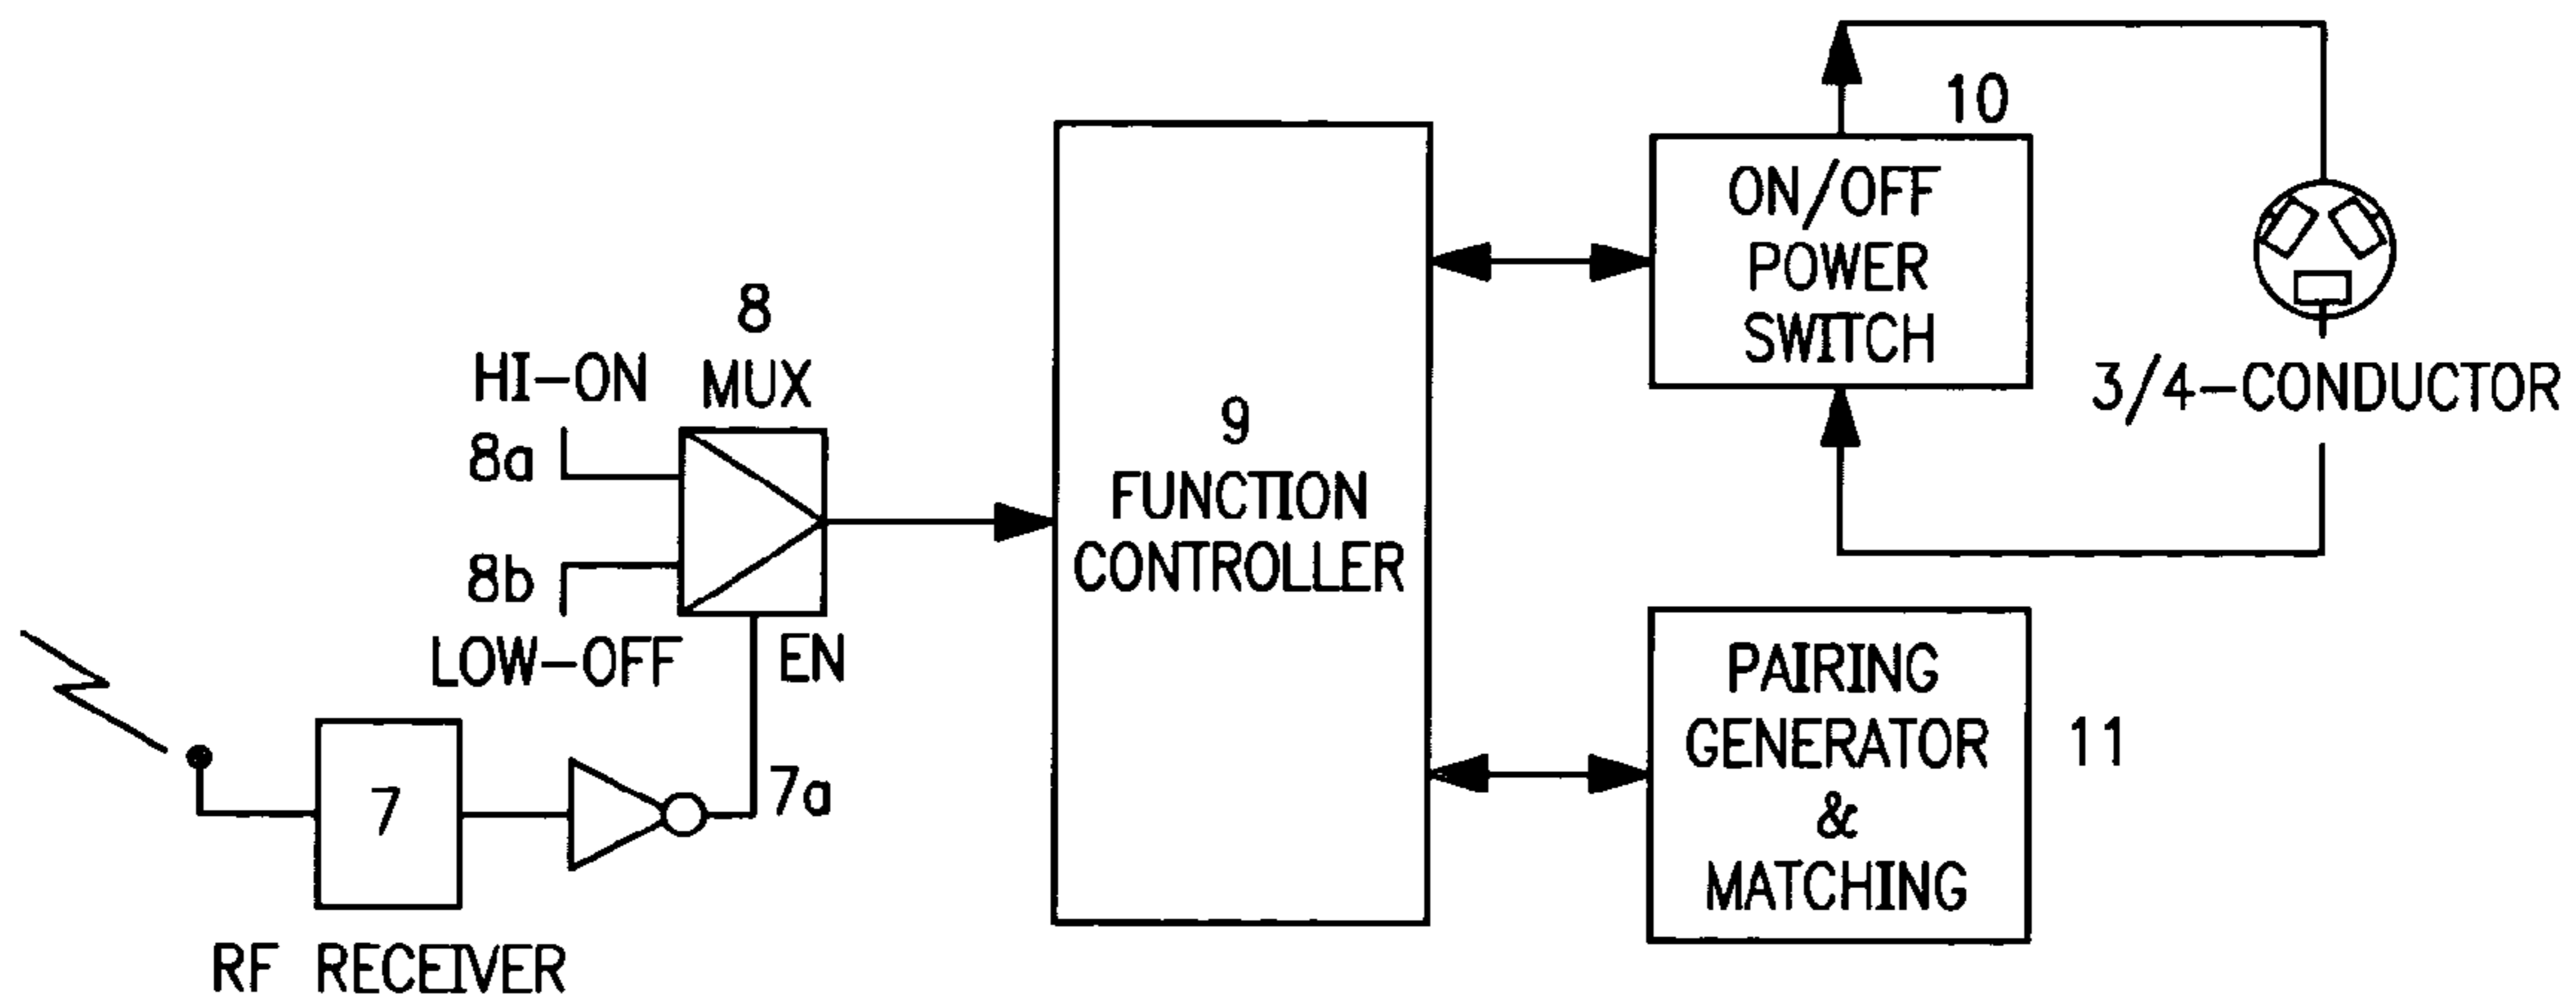 10
ON/OFF
POWER
SWITCH
3/4-CONDUCTOR
8
MUX
HI-ON
8a
8b
LOW-OFF
EN
9
FUNCTION
CONTROLLER
PAIRING
GENERATOR
&
MATCHING
11
7
7a
RF RECEIVER